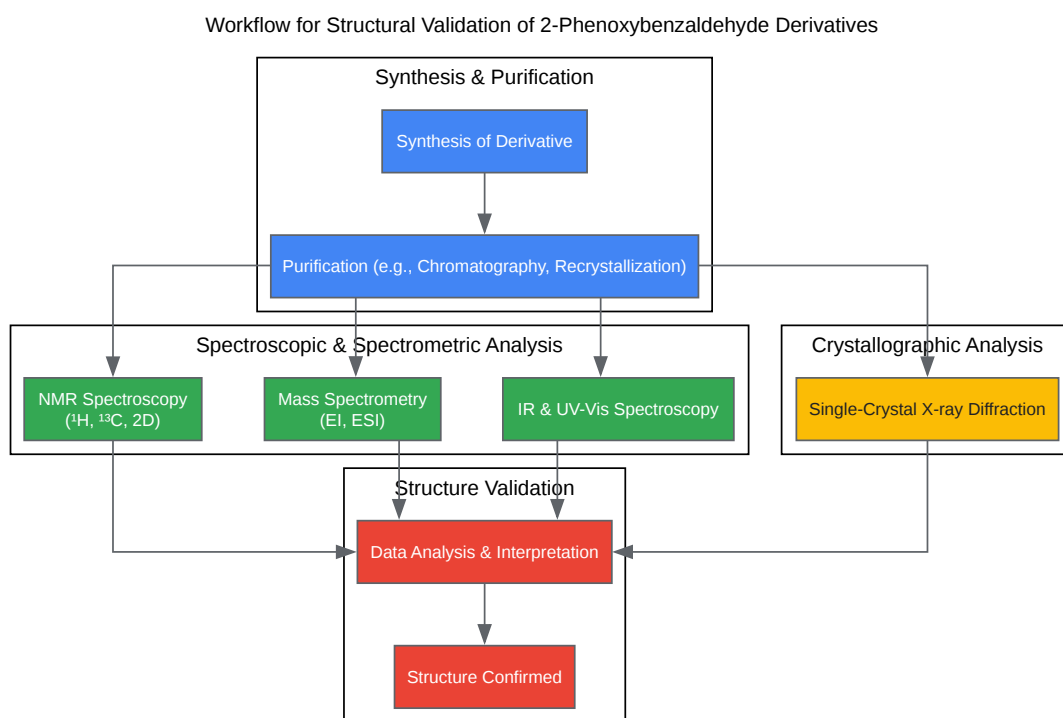 Workflow for Structural Validation of 2-Phenoxybenzaldehyde Derivatives
Synthesis & Purification
Synthesis of Derivative
Purification (e.g., Chromatography, Recrystallization)
Spectroscopic & Spectrometric Analysis
Crystallographic Analysis
NMR Spectroscopy
(¹H, ¹³C, 2D)
Mass Spectrometry
(EI, ESI)
IR & UV-Vis Spectroscopy
Single-Crystal X-ray Diffraction
Structure Validation
Data Analysis & Interpretation
Structure Confirmed